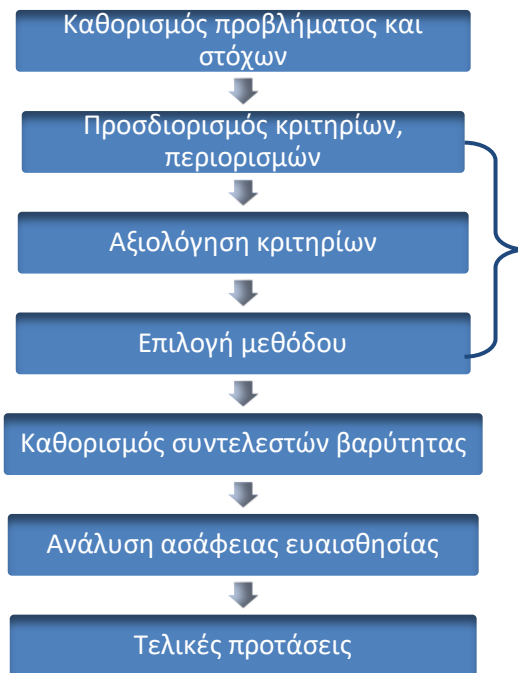 Καθορισμός προβλήματος και
στόχων
Προσδιορισμός κριτηρίων,
περιορισμών
Αξιολόγηση κριτηρίων
Επιλογή μεθόδου
Καθορισμός συντελεστών βαρύτητας
Ανάλυση ασάφειας ευαισθησίας
Τελικές προτάσεις